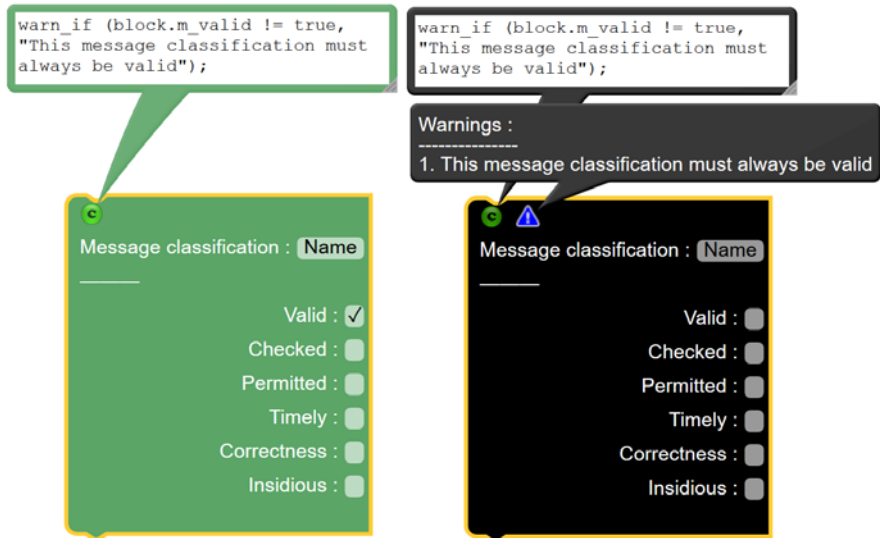 warn_if (block.m_valid != true,
"This message classification must
always be valid");
c
Message classification : Name
Valid : ✓
Checked :
Permitted :
Timely :
Correctness :
Insidious :
warn_if (block.m_valid != true,
"This message classification must
always be valid");
Warnings :
---------------
1. This message classification must always be valid
c
Message classification : Name
Valid :
Checked :
Permitted :
Timely :
Correctness :
Insidious :